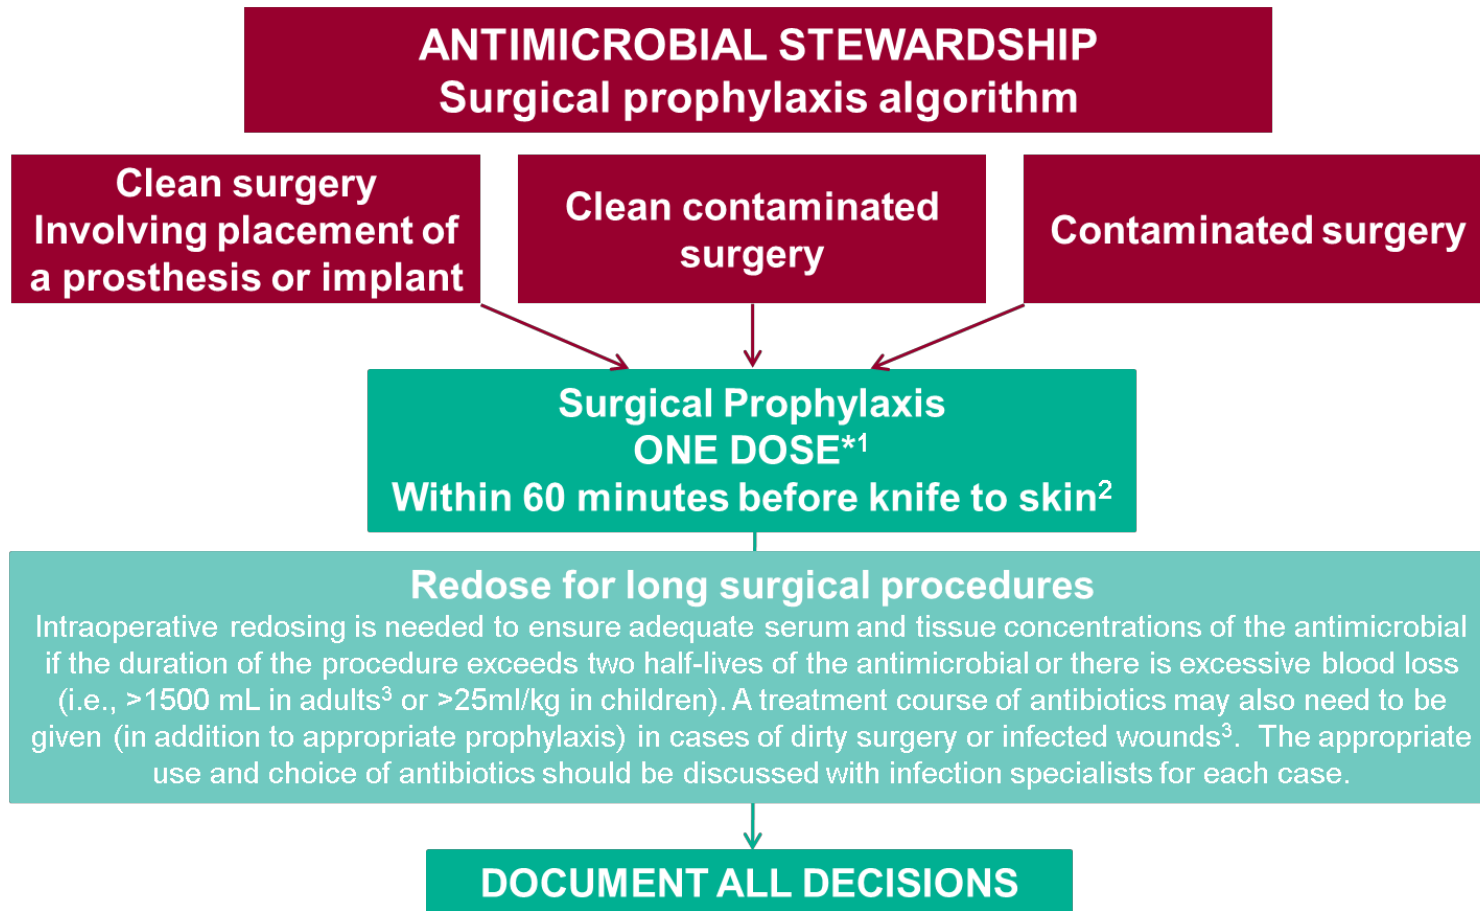 ANTIMICROBIAL STEWARDSHIP
Surgical prophylaxis algorithm
Clean surgery
Involving placement of
a prosthesis or implant
Clean contaminated
surgery
Contaminated surgery
Surgical Prophylaxis
ONE DOSE*¹
Within 60 minutes before knife to skin²
Redose for long surgical procedures
Intraoperative redosing is needed to ensure adequate serum and tissue concentrations of the antimicrobial
if the duration of the procedure exceeds two half-lives of the antimicrobial or there is excessive blood loss
(i.e., >1500 mL in adults³ or >25ml/kg in children). A treatment course of antibiotics may also need to be
given (in addition to appropriate prophylaxis) in cases of dirty surgery or infected wounds³. The appropriate
use and choice of antibiotics should be discussed with infection specialists for each case.
DOCUMENT ALL DECISIONS